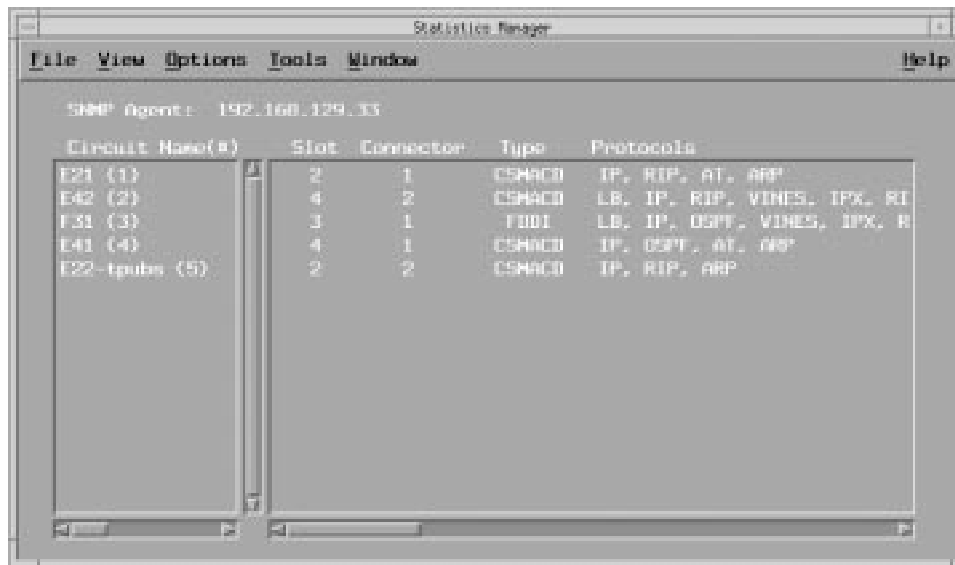 Statistics Manager
File View Options Tools Window Help
SNMP Agent: 192.168.129.33
Circuit Name(#) Slot Connector Type Protocols
E21 (1) 2 1 CSMACD IP, RIP, AT, ARP
E42 (2) 4 2 CSMACD LB, IP, RIP, VINES, IPX, RI
F31 (3) 3 1 FDDI LB, IP, OSPF, VINES, IPX, R
E41 (4) 4 1 CSMACD IP, OSPF, AT, ARP
E22-tpubs (5) 2 2 CSMACD IP, RIP, ARP